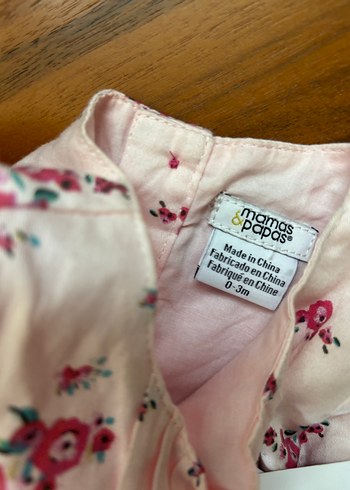 mamas
&papas®
Made in China
Fabricado en China
Fabriqué en Chine
0-3m